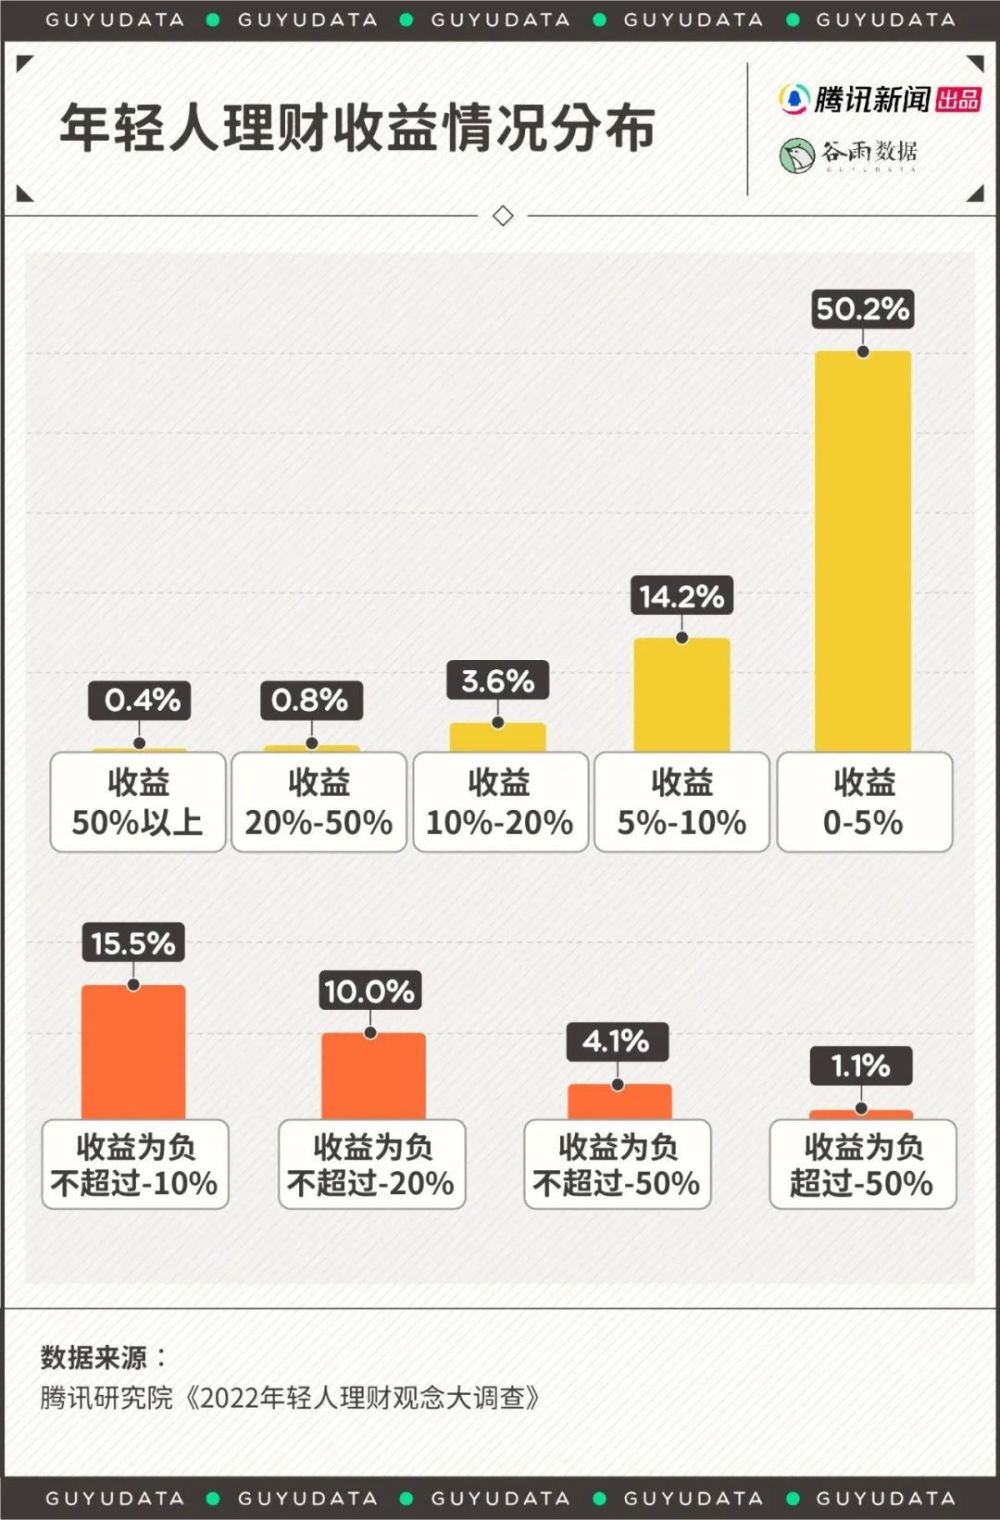 GUYUDATA GUYUDATA GUYUDATA GUYUDATA GUYUDATA
年轻人理财收益情况分布
腾讯新闻 出品
谷雨数据
GUYUDATA
50.2%
14.2%
3.6%
0.4%
0.8%
收益
50%以上
收益
20%-50%
收益
10%-20%
收益
5%-10%
收益
0-5%
15.5%
10.0%
4.1%
1.1%
收益为负
不超过-10%
收益为负
不超过-20%
收益为负
不超过-50%
收益为负
超过-50%
数据来源：
腾讯研究院《2022年轻人理财观念大调查》
GUYUDATA GUYUDATA GUYUDATA GUYUDATA GUYUDATA